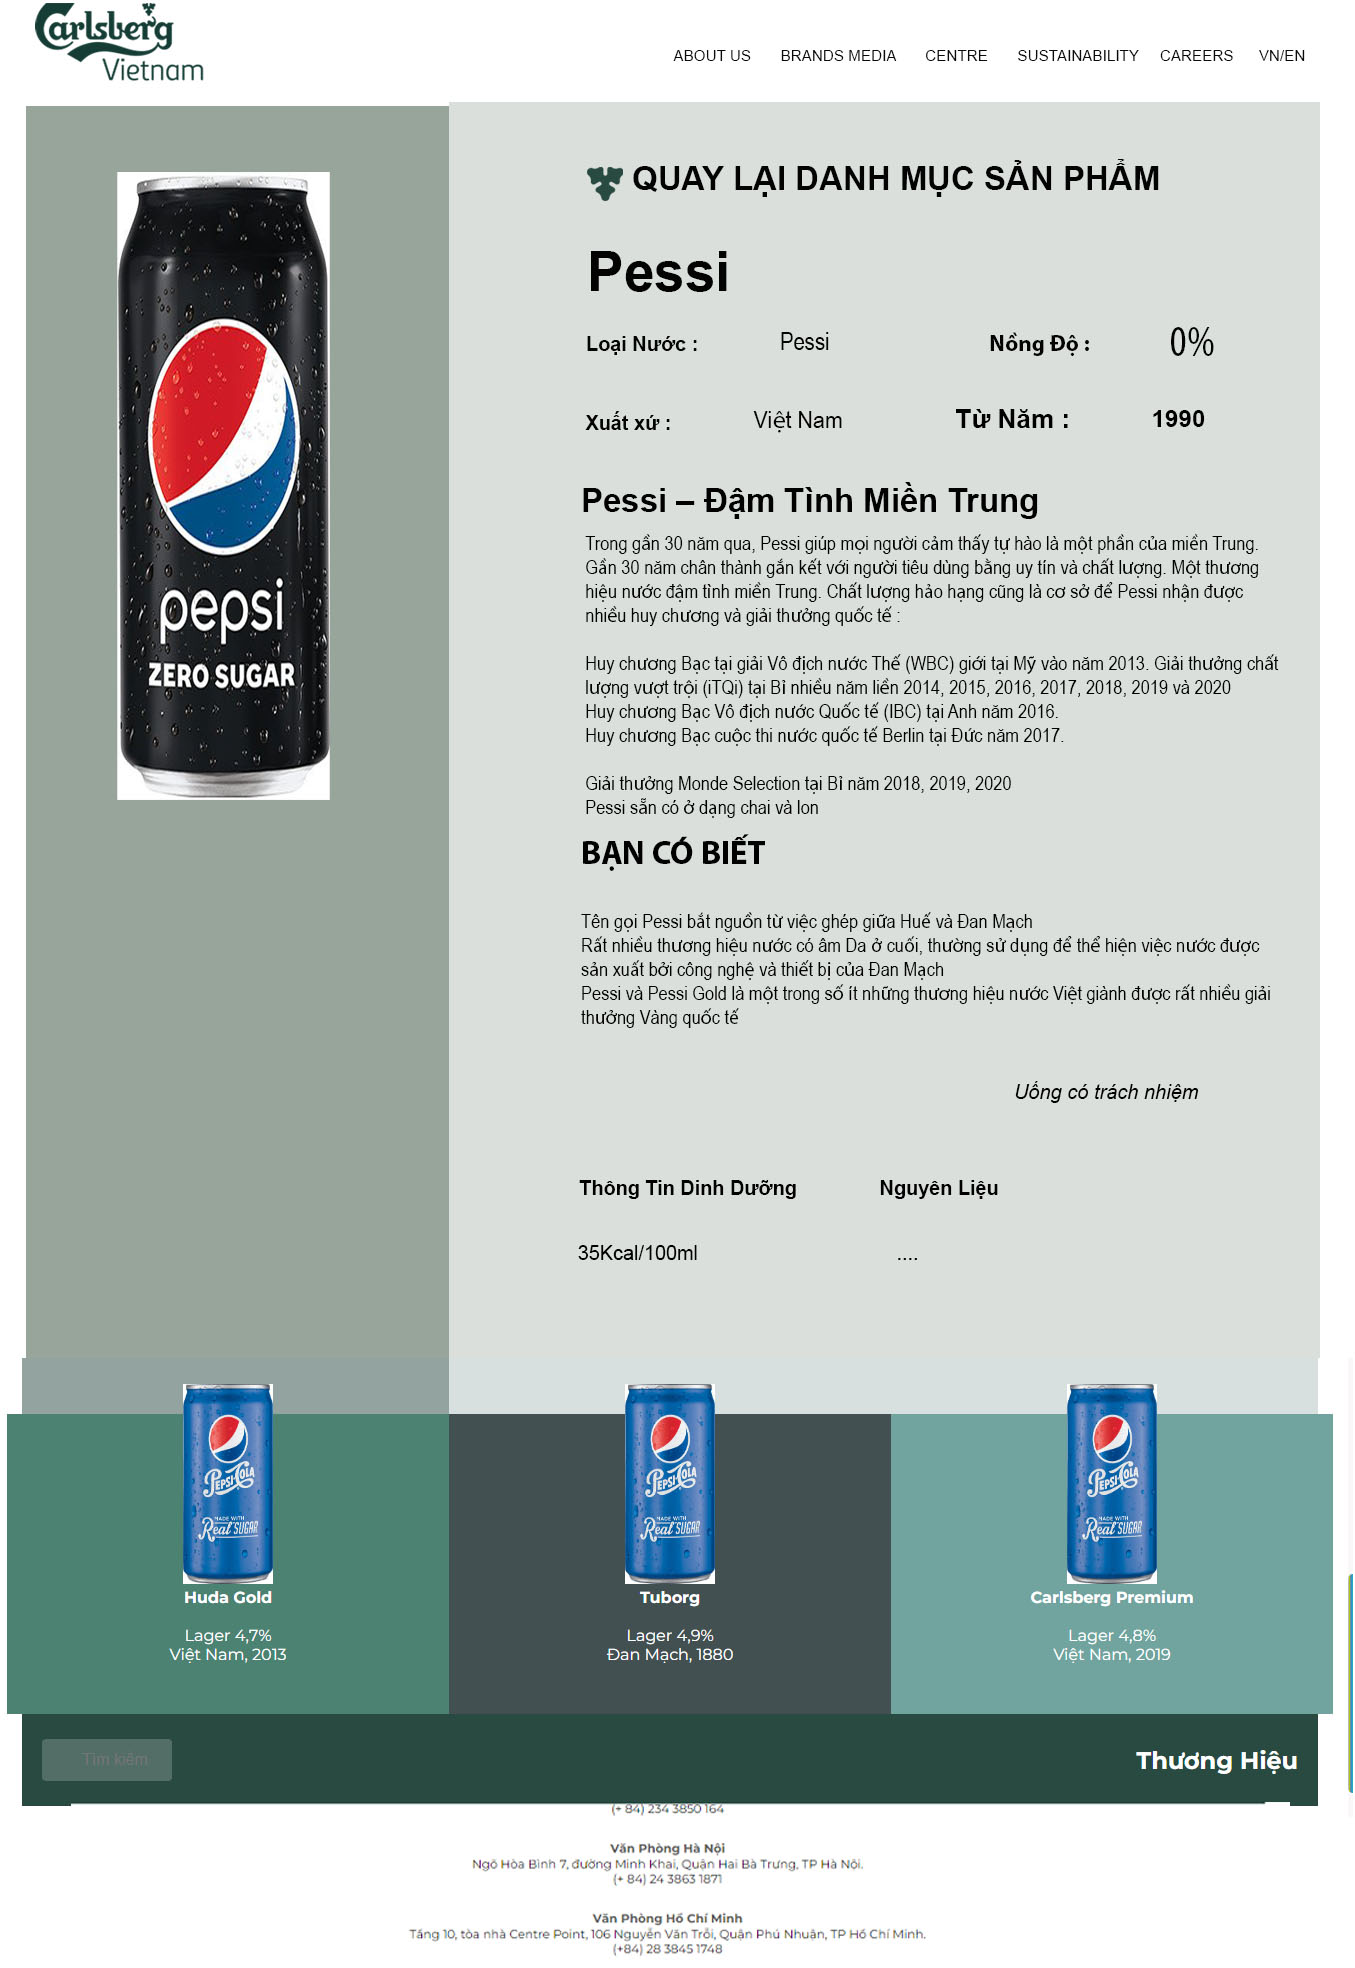 Carlsberg
Vietnam
ABOUT US BRANDS MEDIA CENTRE SUSTAINABILITY CAREERS VN/EN
pepsi
ZERO SUGAR
QUAY LẠI DANH MỤC SẢN PHẨM
Pessi
Loại Nước : Pessi Nồng Độ : 0%
Xuất xứ : Việt Nam Từ Năm : 1990
Pessi – Đậm Tình Miền Trung
Trong gần 30 năm qua, Pessi giúp mọi người cảm thấy tự hào là một phần của miền Trung.
Gần 30 năm chân thành gắn kết với người tiêu dùng bằng uy tín và chất lượng. Một thương
hiệu nước đậm tình miền Trung. Chất lượng hảo hạng cũng là cơ sở để Pessi nhận được
nhiều huy chương và giải thưởng quốc tế :
Huy chương Bạc tại giải Vô địch nước Thế (WBC) giới tại Mỹ vào năm 2013. Giải thưởng chất
lượng vượt trội (iTQi) tại Bỉ nhiều năm liền 2014, 2015, 2016, 2017, 2018, 2019 và 2020
Huy chương Bạc Vô địch nước Quốc tế (IBC) tại Anh năm 2016.
Huy chương Bạc cuộc thi nước quốc tế Berlin tại Đức năm 2017.
Giải thưởng Monde Selection tại Bỉ năm 2018, 2019, 2020
Pessi sẵn có ở dạng chai và lon
BẠN CÓ BIẾT
Tên gọi Pessi bắt nguồn từ việc ghép giữa Huế và Đan Mạch
Rất nhiều thương hiệu nước có âm Da ở cuối, thường sử dụng để thể hiện việc nước được
sản xuất bởi công nghệ và thiết bị của Đan Mạch
Pessi và Pessi Gold là một trong số ít những thương hiệu nước Việt giành được rất nhiều giải
thưởng Vàng quốc tế
Uống có trách nhiệm
Thông Tin Dinh Dưỡng Nguyên Liệu
35Kcal/100ml ....
PEPSI-COLA
MADE WITH
Real SUGAR
Huda Gold
Lager 4,7%
Việt Nam, 2013
PEPSI-COLA
MADE WITH
Real SUGAR
Tuborg
Lager 4,9%
Đan Mạch, 1880
PEPSI-COLA
MADE WITH
Real SUGAR
Carlsberg Premium
Lager 4,8%
Việt Nam, 2019
Tìm kiếm
Thương Hiệu
(+ 84) 234 3850 164
Văn Phòng Hà Nội
Ngõ Hòa Bình 7, đường Minh Khai, Quận Hai Bà Trưng, TP Hà Nội.
(+ 84) 24 3863 1871
Văn Phòng Hồ Chí Minh
Tầng 10, tòa nhà Centre Point, 106 Nguyễn Văn Trỗi, Quận Phú Nhuận, TP Hồ Chí Minh.
(+84) 28 3845 1748